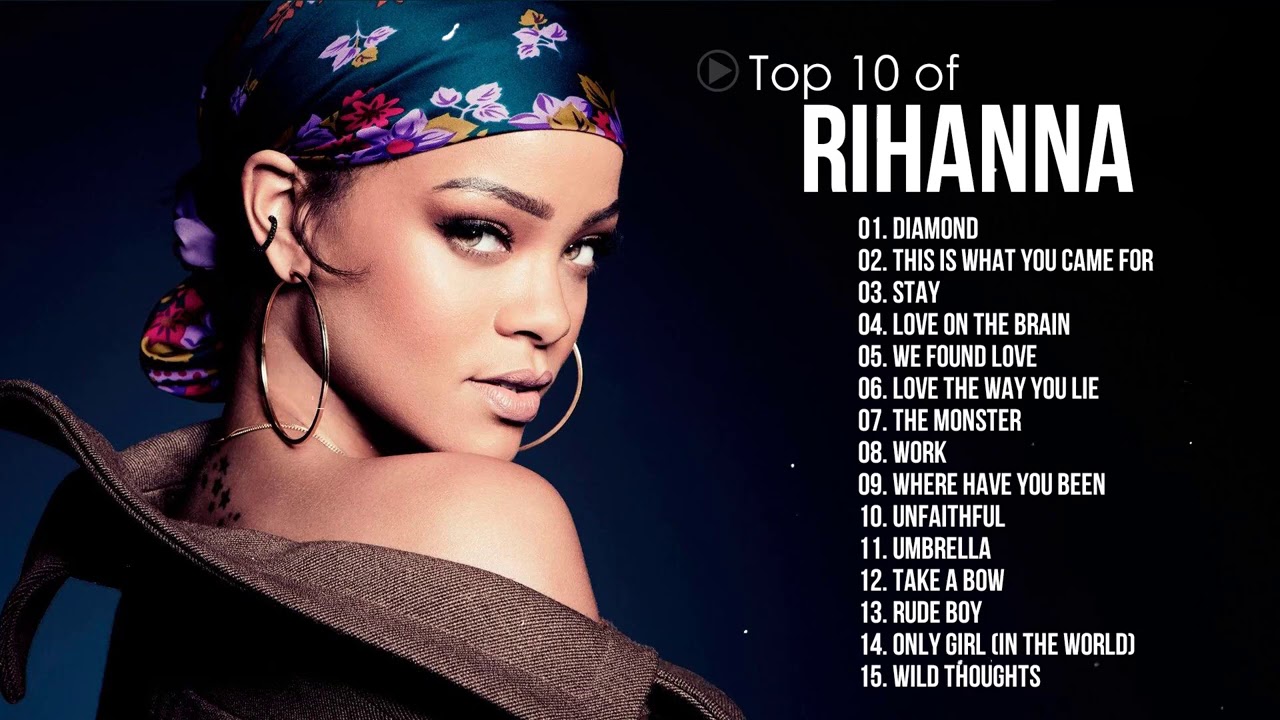 Top 10 of
RIHANNA
01. DIAMOND
02. THIS IS WHAT YOU CAME FOR
03. STAY
04. LOVE ON THE BRAIN
05. WE FOUND LOVE
06. LOVE THE WAY YOU LIE
07. THE MONSTER
08. WORK
09. WHERE HAVE YOU BEEN
10. UNFAITHFUL
11. UMBRELLA
12. TAKE A BOW
13. RUDE BOY
14. ONLY GIRL (IN THE WORLD)
15. WILD THOUGHTS